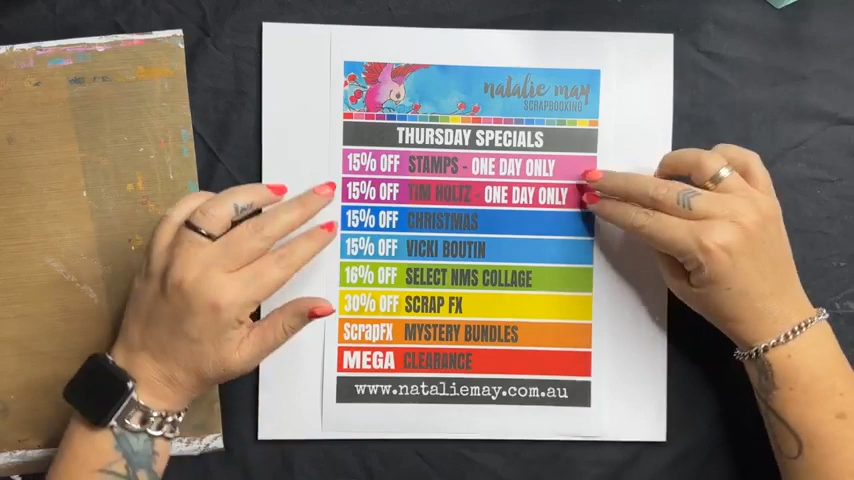 natalie may
SCRAPBOOKING
THURSDAY SPECIALS
15% OFF STAMPS - ONE DAY ONLY
15% OFF TIM HOLTZ - ONE DAY ONLY
15% OFF CHRISTMAS
15% OFF VICKI BOUTIN
16% OFF SELECT NMS COLLAGE
30% OFF SCRAP FX
ScrapFX MYSTERY BUNDLES
MEGA CLEARANCE
www.nataliemay.com.au